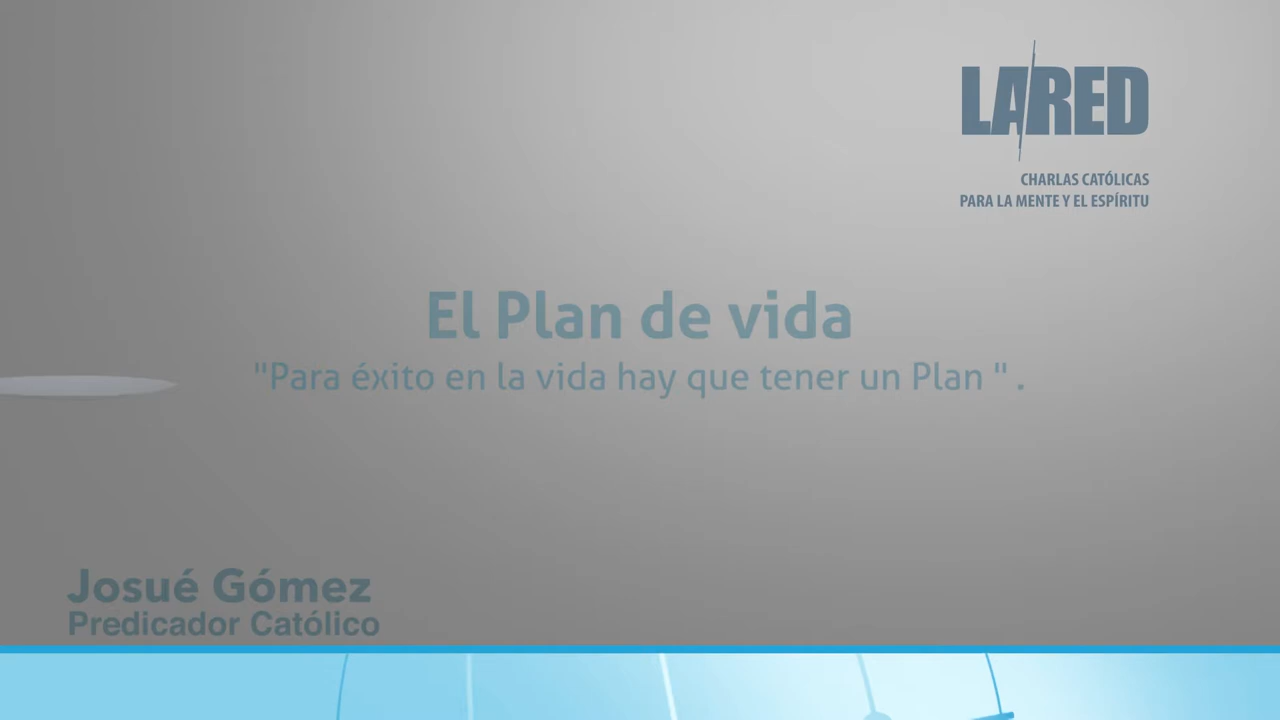 LARED
CHARLAS CATÓLICAS
PARA LA MENTE Y EL ESPÍRITU
El Plan de vida
"Para éxito en la vida hay que tener un Plan " .
Josué Gómez
Predicador Católico